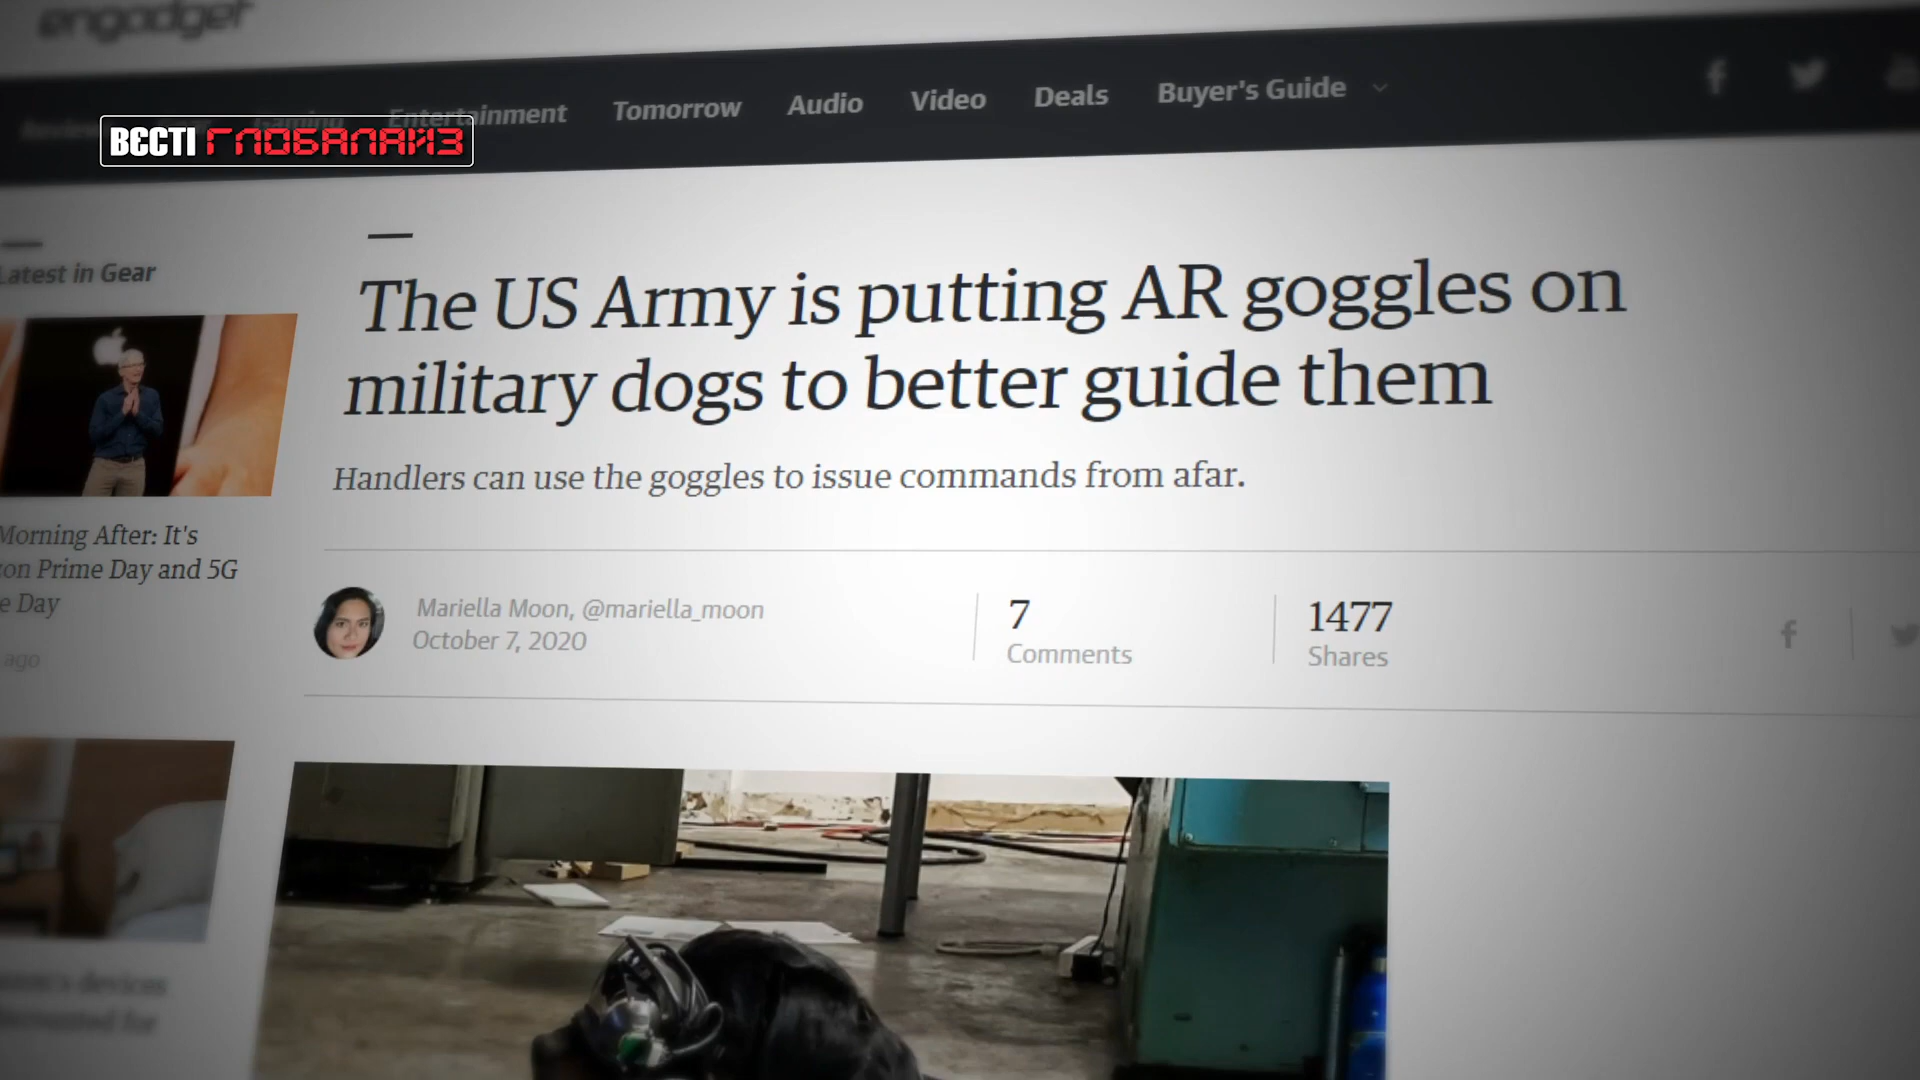 engadget
Entertainment
Tomorrow
Audio
Video
Deals
Buyer's Guide
ВЄСТІ ГЛОБАЛАЙЗ
Latest in Gear
The US Army is putting AR goggles on
military dogs to better guide them
Handlers can use the goggles to issue commands from afar.
Morning After: It's
on Prime Day and 5G
e Day
ago
Mariella Moon, @mariella_moon
October 7, 2020
7
Comments
1477
Shares
devices